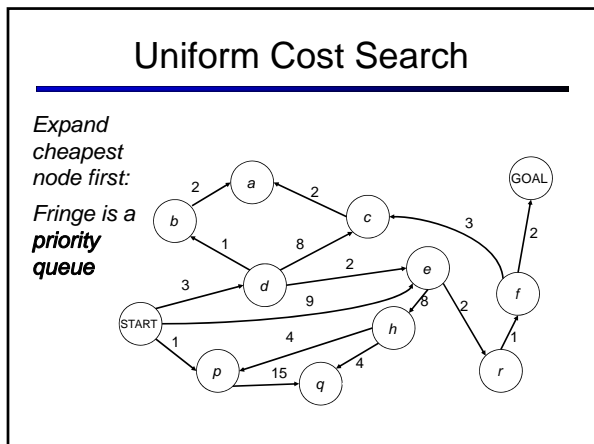 Uniform Cost Search
Expand
cheapest
node first:
Fringe is a
priority
queue
2
a
2
GOAL
b
c
3
2
1
8
2
e
3
d
9
8
2
f
START
h
1
4
4
1
p
15
q
r